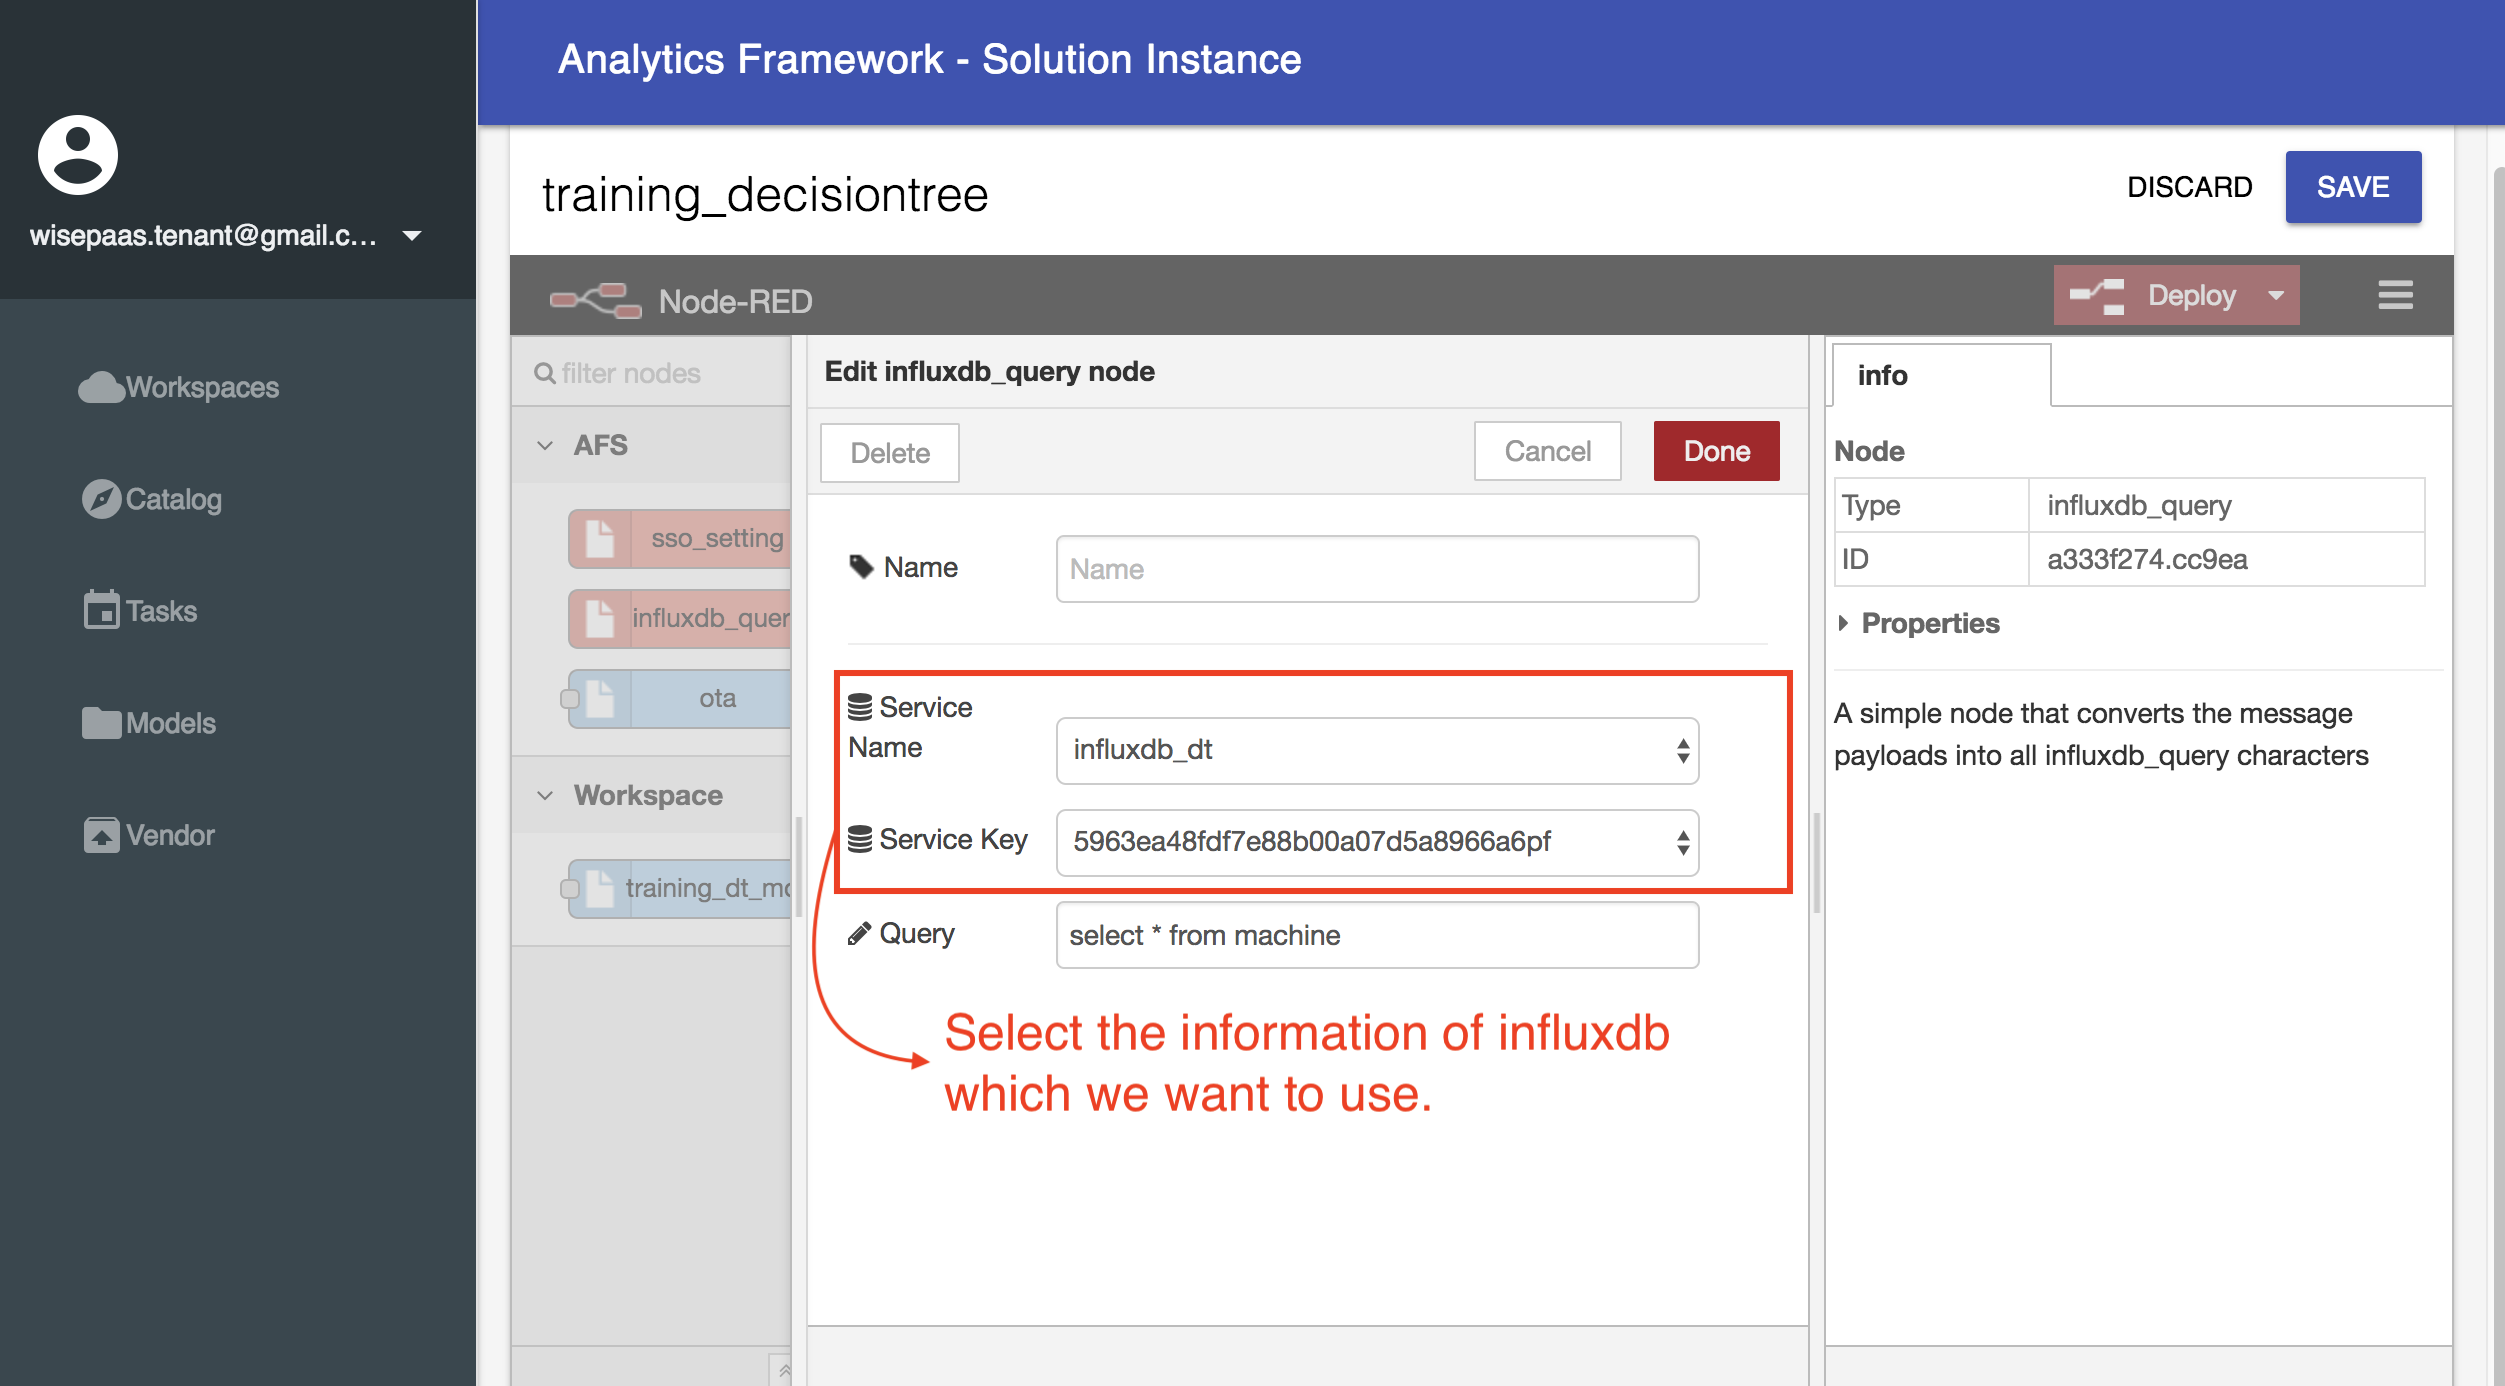 Analytics Framework - Solution Instance
wisepaas.tenant@gmail.c...
training_decisiontree
DISCARD
SAVE
Node-RED
Deploy
Workspaces
Catalog
Tasks
Models
Vendor
filter nodes
AFS
sso_setting
influxdb_quer
ota
Workspace
training_dt_mo
Edit influxdb_query node
Delete
Cancel
Done
Name
Name
Service
Name
influxdb_dt
Service Key
5963ea48fdf7e88b00a07d5a8966a6pf
Query
select * from machine
Select the information of influxdb
which we want to use.
info
Node
Type
influxdb_query
ID
a333f274.cc9ea
Properties
A simple node that converts the message
payloads into all influxdb_query characters